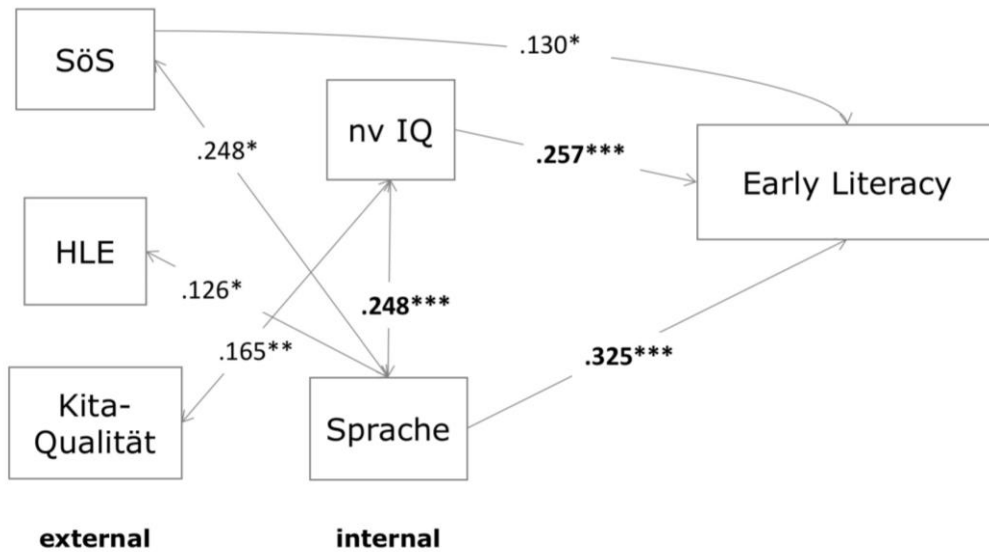 SöS
.130*
nv IQ
.248*
.257***
Early Literacy
HLE
.126*
.248***
.165**
.325***
Kita-
Qualität
Sprache
external
internal